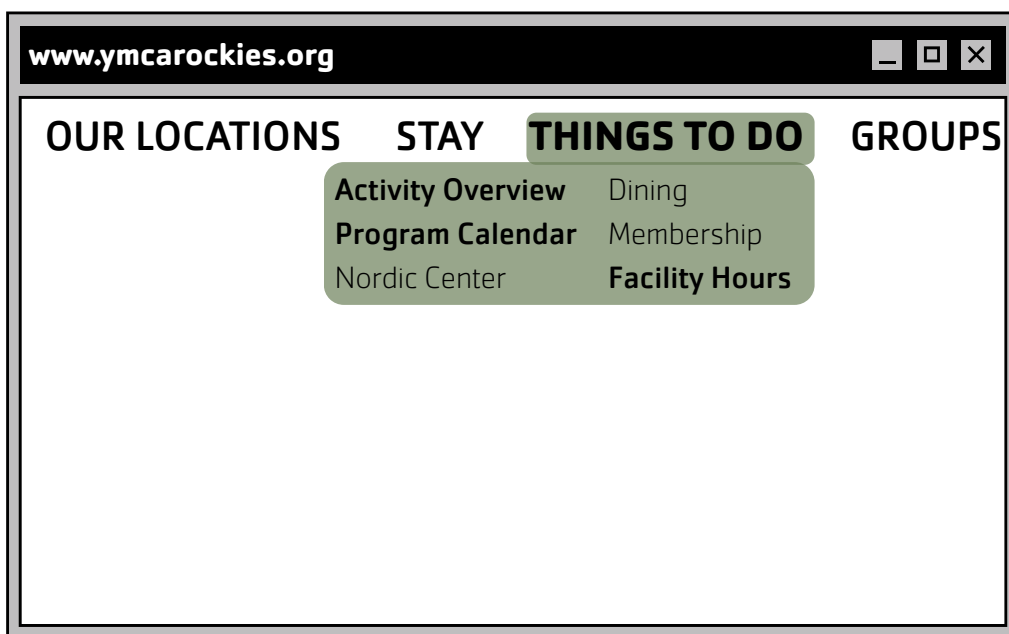 www.ymcarockies.org
OUR LOCATIONS STAY THINGS TO DO GROUPS
Activity Overview Dining
Program Calendar Membership
Nordic Center Facility Hours